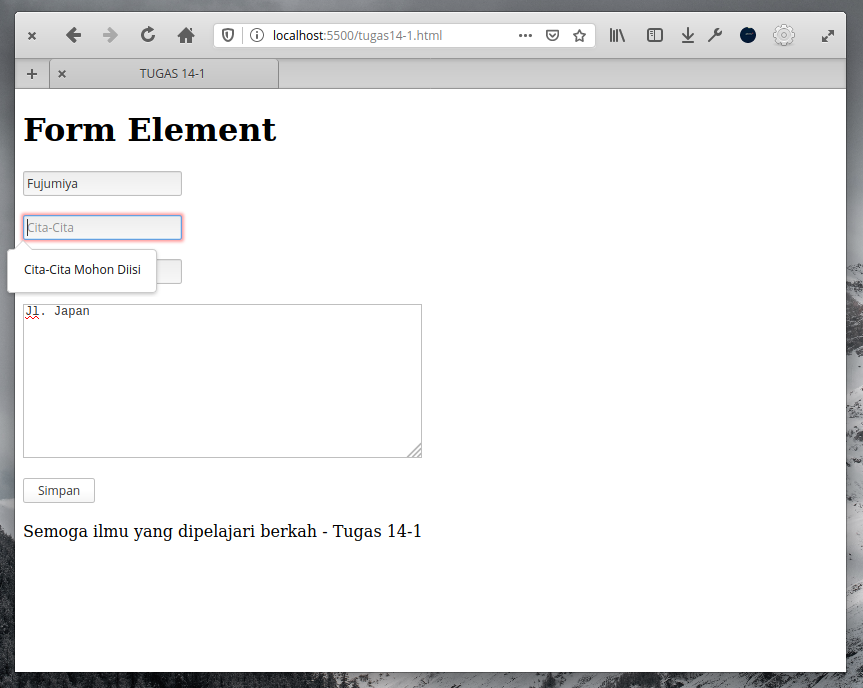 localhost:5500/tugas14-1.html
TUGAS 14-1
Form Element
Fujumiya
Cita-Cita
Cita-Cita Mohon Diisi
Jl. Japan
Simpan
Semoga ilmu yang dipelajari berkah - Tugas 14-1